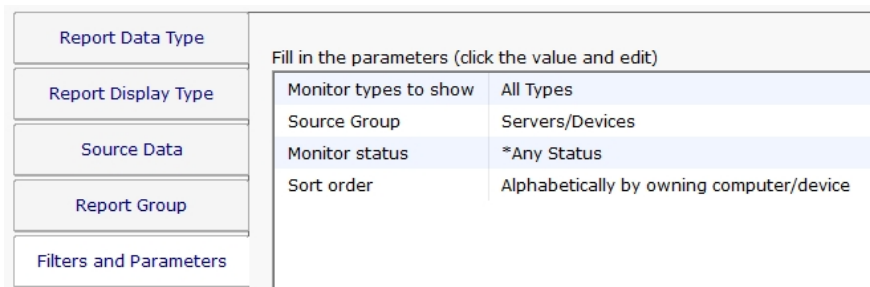 Report Data Type
Report Display Type
Source Data
Report Group
Filters and Parameters
Fill in the parameters (click the value and edit)
Monitor types to show All Types
Source Group Servers/Devices
Monitor status *Any Status
Sort order Alphabetically by owning computer/device